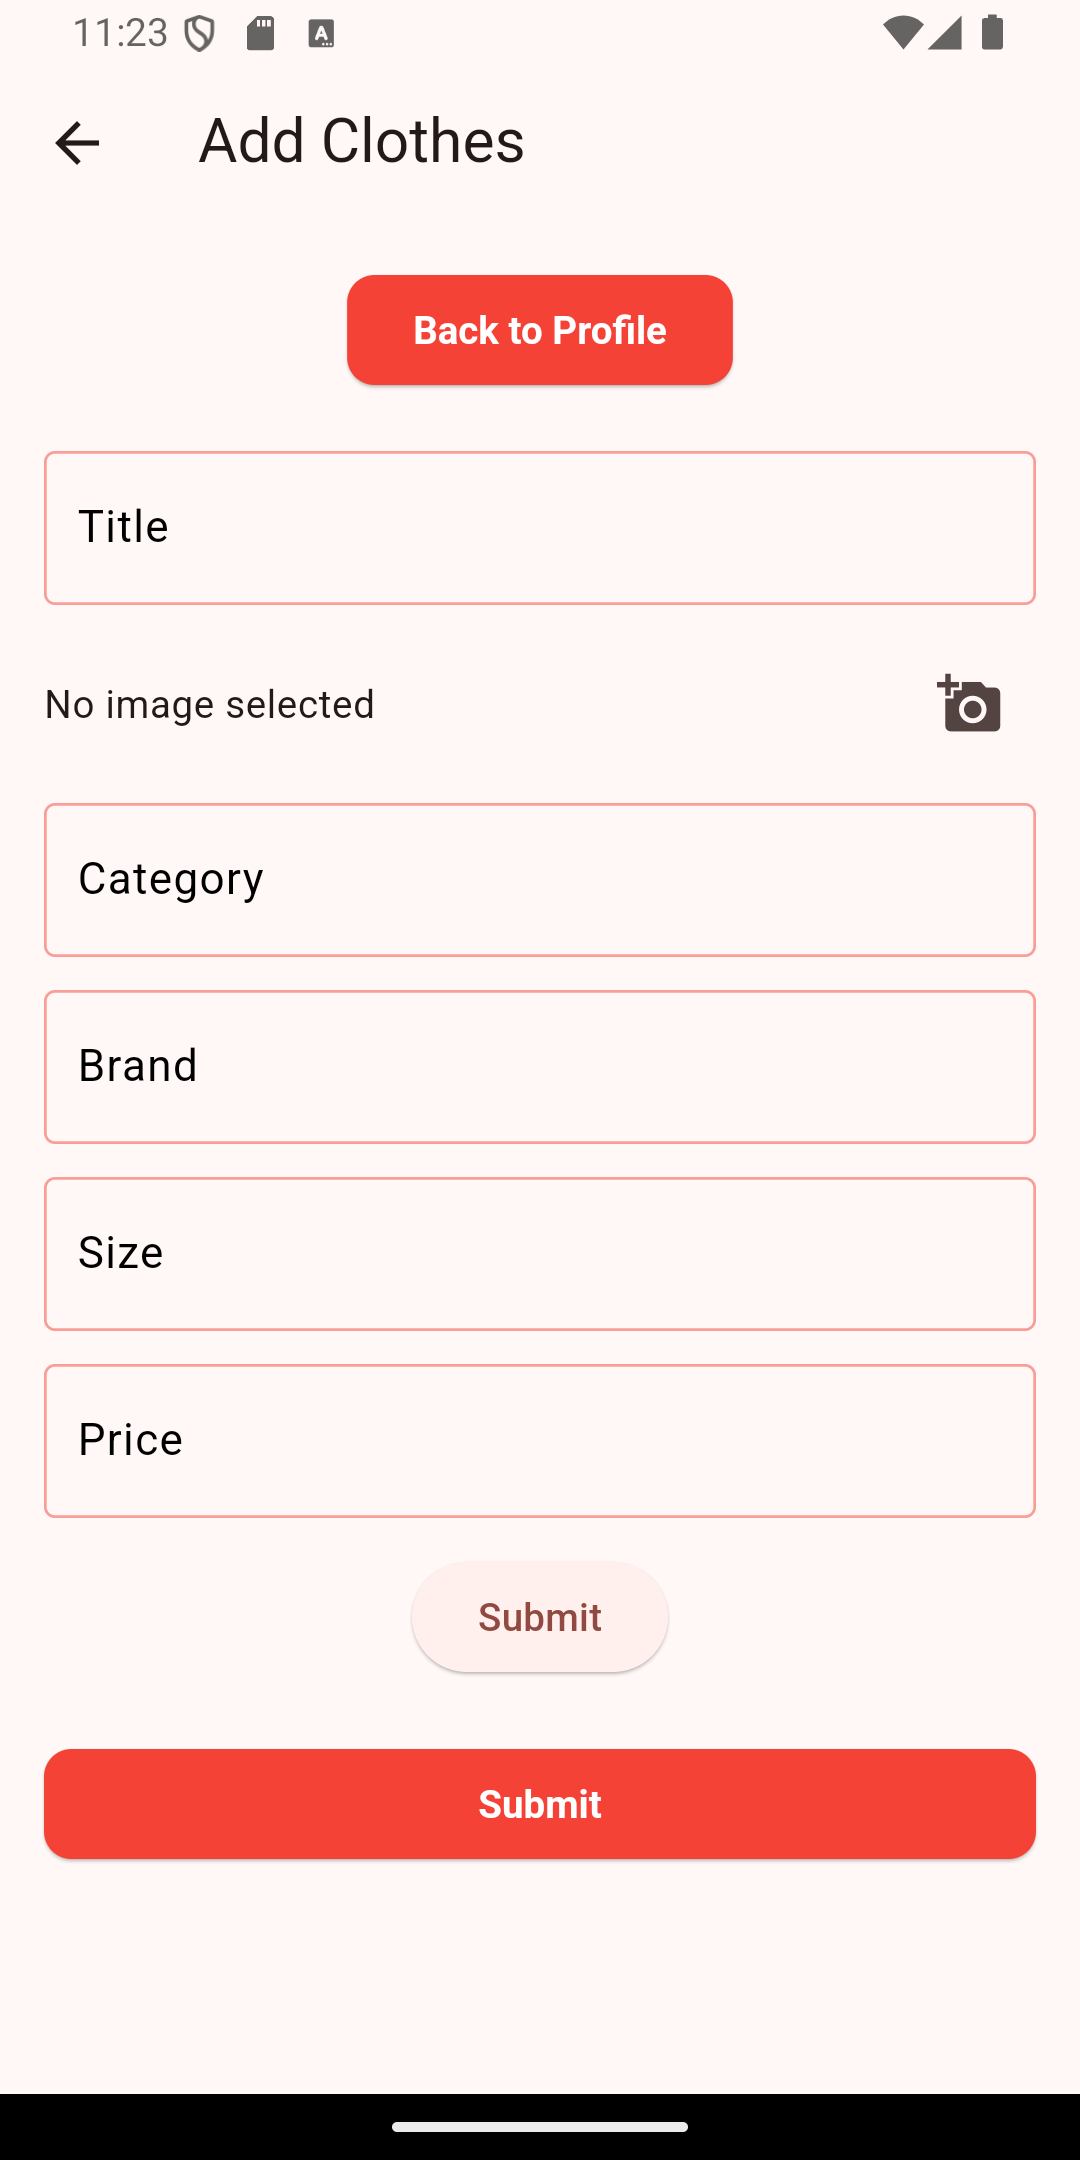 11:23
Add Clothes
Back to Profile
Title
No image selected
Category
Brand
Size
Price
Submit
Submit